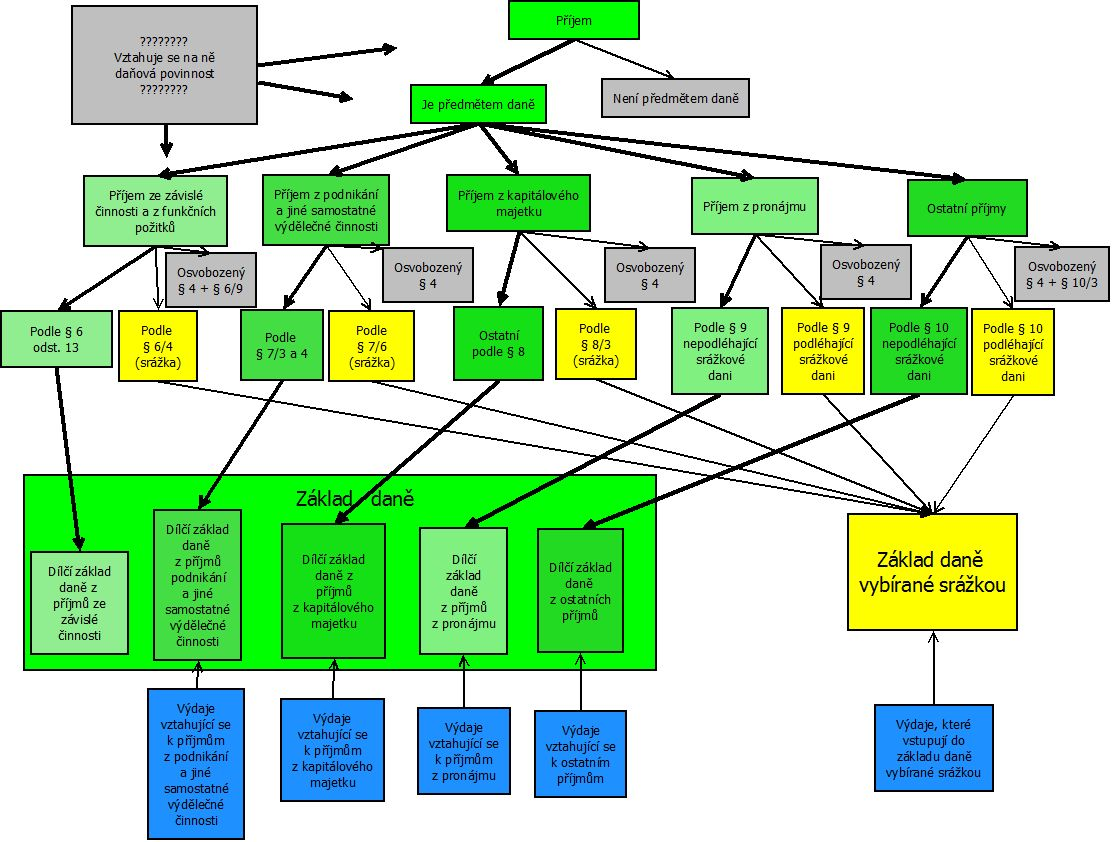 ????????
Vztahuje se na ně
daňová povinnost
????????
Příjem
Je předmětem daně
Není předmětem daně
Příjem ze závislé
činnosti a z funkčních
požitků
Příjem z podnikání
a jiné samostatné
výdělečné činnosti
Příjem z kapitálového
majetku
Příjem z pronájmu
Ostatní příjmy
Osvobozený
§ 4 + § 6/9
Osvobozený
§ 4
Osvobozený
§ 4
Osvobozený
§ 4
Osvobozený
§ 4 + § 10/3
Podle § 6
odst. 13
Podle
§ 6/4
(srážka)
Podle
§ 7/3 a 4
Podle
§ 7/6
(srážka)
Ostatní
podle § 8
Podle
§ 8/3
(srážka)
Podle § 9
nepodléhající
srážkové
dani
Podle § 9
podléhající
srážkové
dani
Podle § 10
nepodléhající
srážkové
dani
Podle § 10
podléhající
srážkové
dani
Základ daně
Dílčí základ
daně z
příjmů ze
závislé
činnosti
Dílčí základ
daně
z příjmů
podnikání
a jiné
samostatné
výdělečné
činnosti
Dílčí základ
daně z
příjmů
z kapitálového
majetku
Dílčí
základ
daně
z příjmů
z pronájmu
Dílčí základ
daně
z ostatních
příjmů
Základ daně
vybírané srážkou
Výdaje
vztahující se
k příjmům
z podnikání
a jiné
samostatné
výdělečné
činnosti
Výdaje
vztahující se
k příjmům
z kapitálového
majetku
Výdaje
vztahující se
k příjmům
z pronájmu
Výdaje
vztahující se
k ostatním
příjmům
Výdaje, které
vstupují do
základu daně
vybírané srážkou